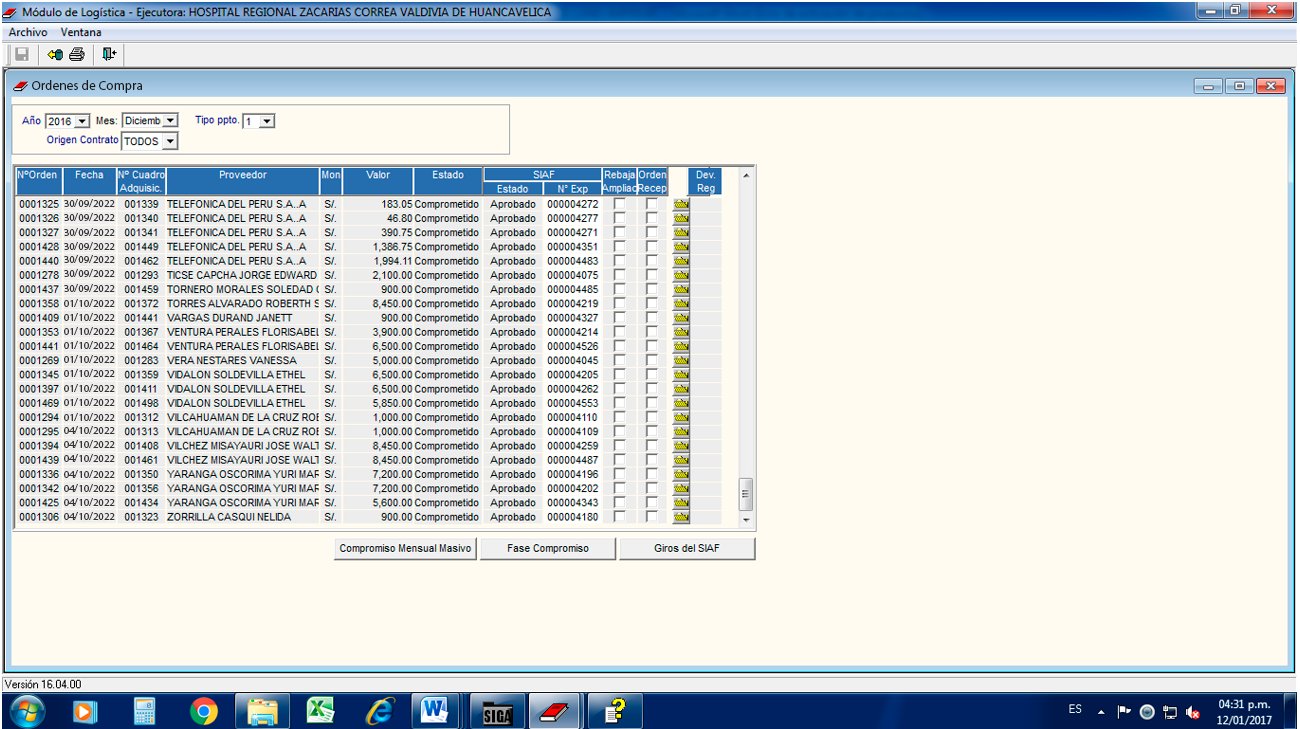 Módulo de Logística - Ejecutora: HOSPITAL REGIONAL ZACARIAS CORREA VALDIVIA DE HUANCAVELICA
Archivo Ventana
Ordenes de Compra
Año 2016 Mes: Diciemb Tipo ppto. 1
Origen Contrato TODOS
NºOrden Fecha Nº Cuadro Adquisic. Proveedor Mon Valor Estado SIAF Estado N° Exp Rebaja Ampliac Orden Recep Dev. Reg
0001325 30/09/2022 001339 TELEFONICA DEL PERU S.A..A S/. 183.05 Comprometido Aprobado 000004272
0001326 30/09/2022 001340 TELEFONICA DEL PERU S.A..A S/. 46.80 Comprometido Aprobado 000004277
0001327 30/09/2022 001341 TELEFONICA DEL PERU S.A..A S/. 390.75 Comprometido Aprobado 000004271
0001428 30/09/2022 001449 TELEFONICA DEL PERU S.A..A S/. 1,386.75 Comprometido Aprobado 000004351
0001440 30/09/2022 001462 TELEFONICA DEL PERU S.A..A S/. 1,994.11 Comprometido Aprobado 000004483
0001278 30/09/2022 001293 TICSE CAPCHA JORGE EDWARD S/. 2,100.00 Comprometido Aprobado 000004075
0001437 30/09/2022 001459 TORNERO MORALES SOLEDAD ( S/. 900.00 Comprometido Aprobado 000004485
0001358 01/10/2022 001372 TORRES ALVARADO ROBERTH S S/. 8,450.00 Comprometido Aprobado 000004219
0001409 01/10/2022 001441 VARGAS DURAND JANETT S/. 900.00 Comprometido Aprobado 000004327
0001353 01/10/2022 001367 VENTURA PERALES FLORISABEL S/. 3,900.00 Comprometido Aprobado 000004214
0001441 01/10/2022 001464 VENTURA PERALES FLORISABEL S/. 6,500.00 Comprometido Aprobado 000004526
0001269 01/10/2022 001283 VERA NESTARES VANESSA S/. 5,000.00 Comprometido Aprobado 000004045
0001345 01/10/2022 001359 VIDALON SOLDEVILLA ETHEL S/. 6,500.00 Comprometido Aprobado 000004205
0001397 01/10/2022 001411 VIDALON SOLDEVILLA ETHEL S/. 6,500.00 Comprometido Aprobado 000004262
0001469 01/10/2022 001498 VIDALON SOLDEVILLA ETHEL S/. 5,850.00 Comprometido Aprobado 000004553
0001294 01/10/2022 001312 VILCAHUAMAN DE LA CRUZ ROE S/. 1,000.00 Comprometido Aprobado 000004110
0001295 04/10/2022 001313 VILCAHUAMAN DE LA CRUZ ROE S/. 1,000.00 Comprometido Aprobado 000004109
0001394 04/10/2022 001408 VILCHEZ MISAYAURI JOSE WALT S/. 8,450.00 Comprometido Aprobado 000004259
0001439 04/10/2022 001461 VILCHEZ MISAYAURI JOSE WALT S/. 8,450.00 Comprometido Aprobado 000004487
0001336 04/10/2022 001350 YARANGA OSCORIMA YURI MAR S/. 7,200.00 Comprometido Aprobado 000004196
0001342 04/10/2022 001356 YARANGA OSCORIMA YURI MAR S/. 7,200.00 Comprometido Aprobado 000004202
0001425 04/10/2022 001434 YARANGA OSCORIMA YURI MAR S/. 5,600.00 Comprometido Aprobado 000004343
0001306 04/10/2022 001323 ZORRILLA CASQUI NELIDA S/. 900.00 Comprometido Aprobado 000004180
Compromiso Mensual Masivo Fase Compromiso Giros del SIAF
Versión 16.04.00
SIGA ES 04:31 p.m.
12/01/2017